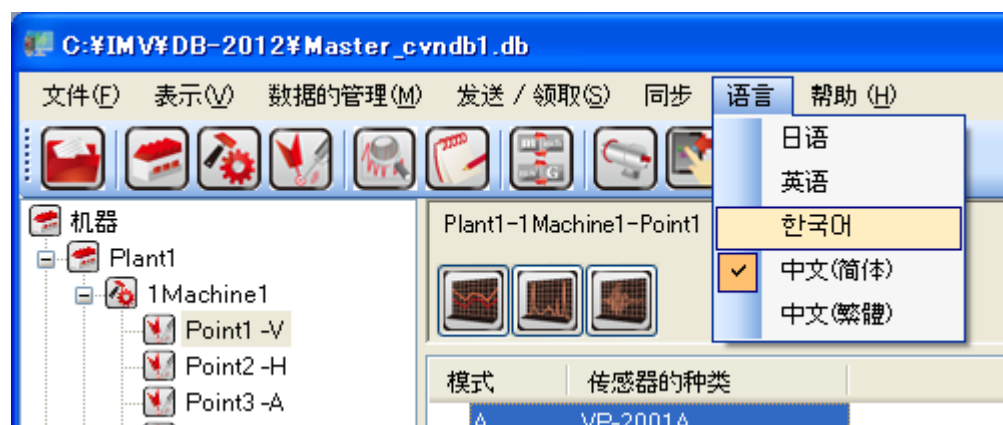 C:¥IMV¥DB-2012¥Master_cvndb1.db
文件(F) 表示(V) 数据的管理(M) 发送 / 领取(S) 同步 语言 帮助 (H)
日语
英语
한국어
中文(简体)
中文(繁體)
机器
Plant1
1Machine1
Point1 -V
Point2 -H
Point3 -A
Plant1-1Machine1-Point1
模式 传感器的种类
A VP-2001A